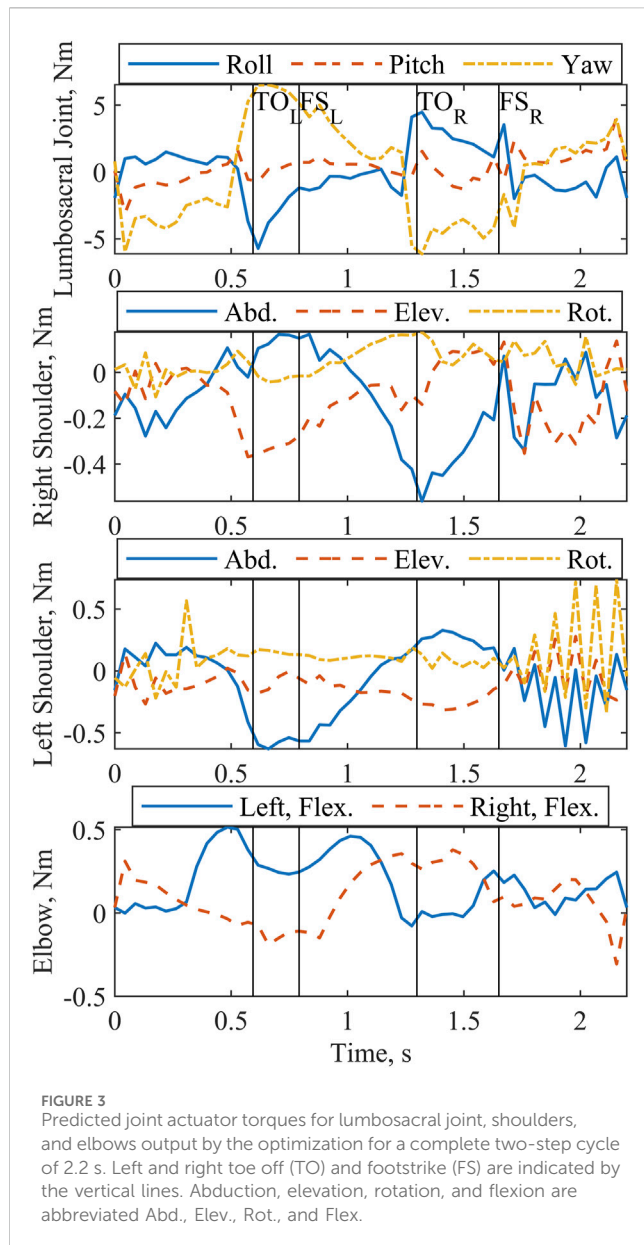 Roll Pitch Yaw
Lumbosacral Joint, Nm
5
0
-5
TO_L FS_L TO_R FS_R
0 0.5 1 1.5 2
Abd. Elev. Rot.
Right Shoulder, Nm
0
-0.2
-0.4
0 0.5 1 1.5 2
Abd. Elev. Rot.
Left Shoulder, Nm
0.5
0
-0.5
0 0.5 1 1.5 2
Left, Flex. Right, Flex.
Elbow, Nm
0.5
0
-0.5
0 0.5 1 1.5 2
Time, s
FIGURE 3
Predicted joint actuator torques for lumbosacral joint, shoulders,
and elbows output by the optimization for a complete two-step cycle
of 2.2 s. Left and right toe off (TO) and footstrike (FS) are indicated by
the vertical lines. Abduction, elevation, rotation, and flexion are
abbreviated Abd., Elev., Rot., and Flex.